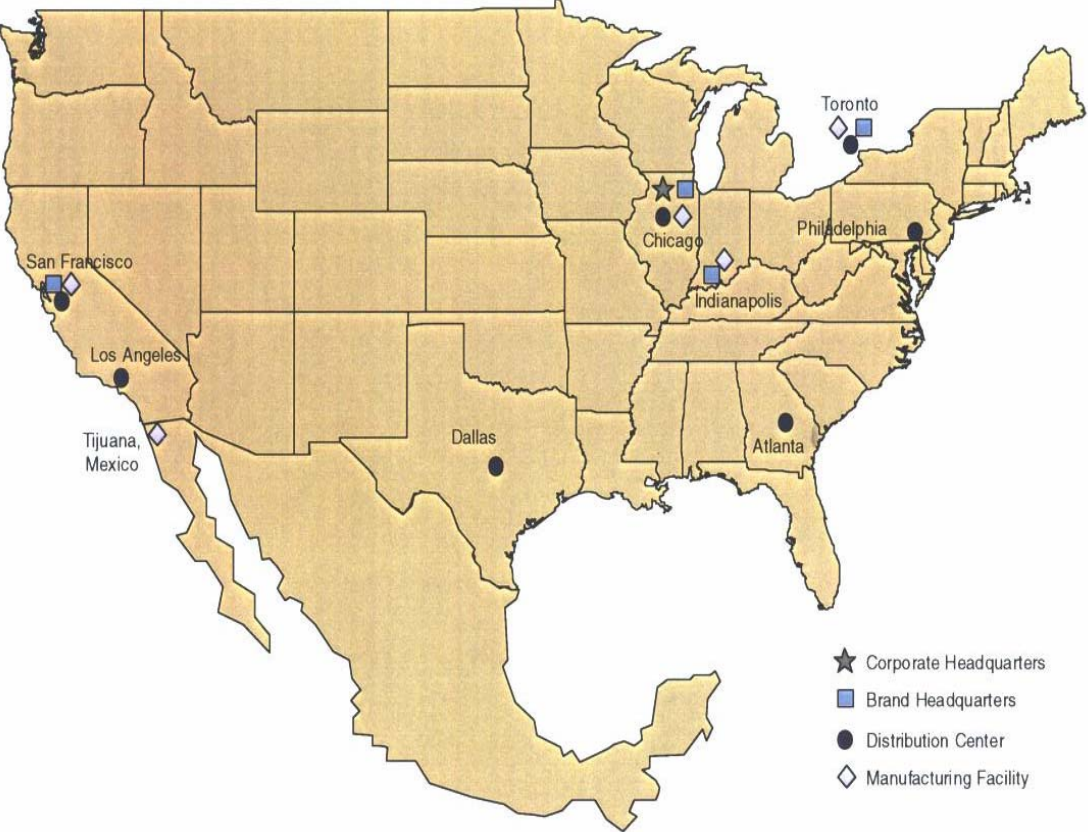 Toronto
Chicago
Philadelphia
San Francisco
Indianapolis
Los Angeles
Tijuana,
Mexico
Dallas
Atlanta
Corporate Headquarters
Brand Headquarters
Distribution Center
Manufacturing Facility